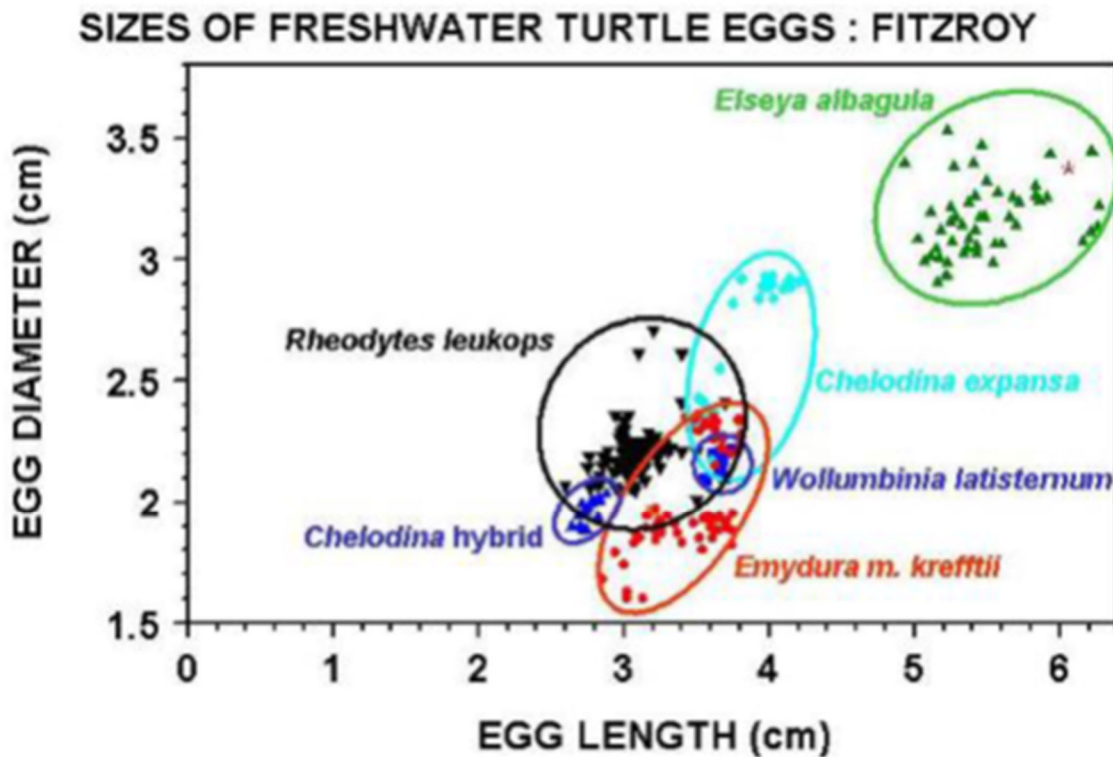 SIZES OF FRESHWATER TURTLE EGGS : FITZROY
EGG DIAMETER (cm)
3.5
3
2.5
2
1.5
Elseya albagula
Rheodytes leukops
Chelodina expansa
Wollumbinia latisternum
Chelodina hybrid
Emydura m. krefftii
0
1
2
3
4
5
6
EGG LENGTH (cm)